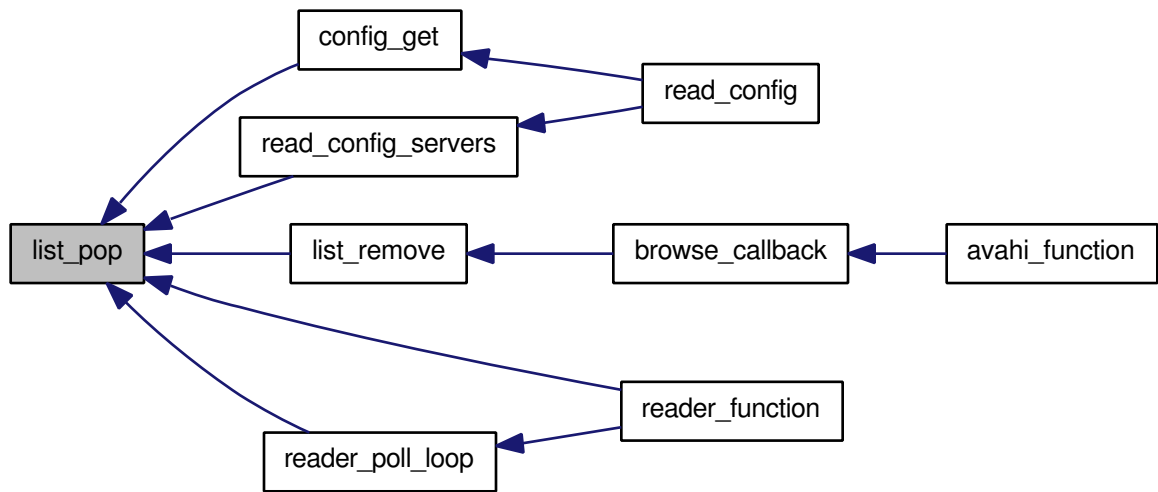 config_get
read_config
read_config_servers
list_pop
list_remove
browse_callback
avahi_function
reader_function
reader_poll_loop